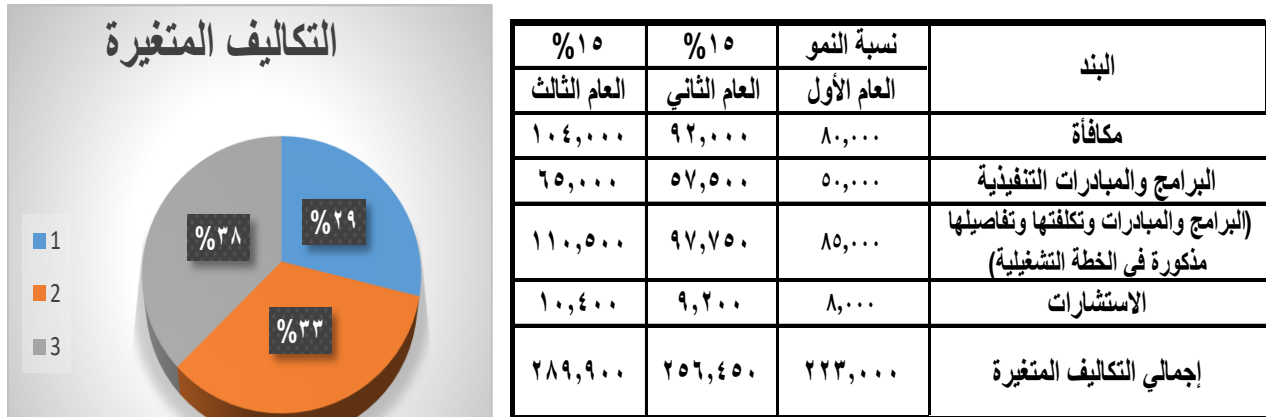 التكاليف المتغيرة
1
2
3
%٢٩
%٣٣
%٣٨
البند نسبة النمو %١٥ %١٥
العام الأول العام الثاني العام الثالث
مكافأة ٨٠,٠٠٠ ٩٢,٠٠٠ ١٠٤,٠٠٠
البرامج والمبادرات التنفيذية ٥٠,٠٠٠ ٥٧,٥٠٠ ٦٥,٠٠٠
(البرامج والمبادرات وتكلفتها وتفاصيلها
مذكورة في الخطة التشغيلية) ٨٥,٠٠٠ ٩٧,٧٥٠ ١١٠,٥٠٠
الاستشارات ٨,٠٠٠ ٩,٢٠٠ ١٠,٤٠٠
إجمالي التكاليف المتغيرة ٢٢٣,٠٠٠ ٢٥٦,٤٥٠ ٢٨٩,٩٠٠